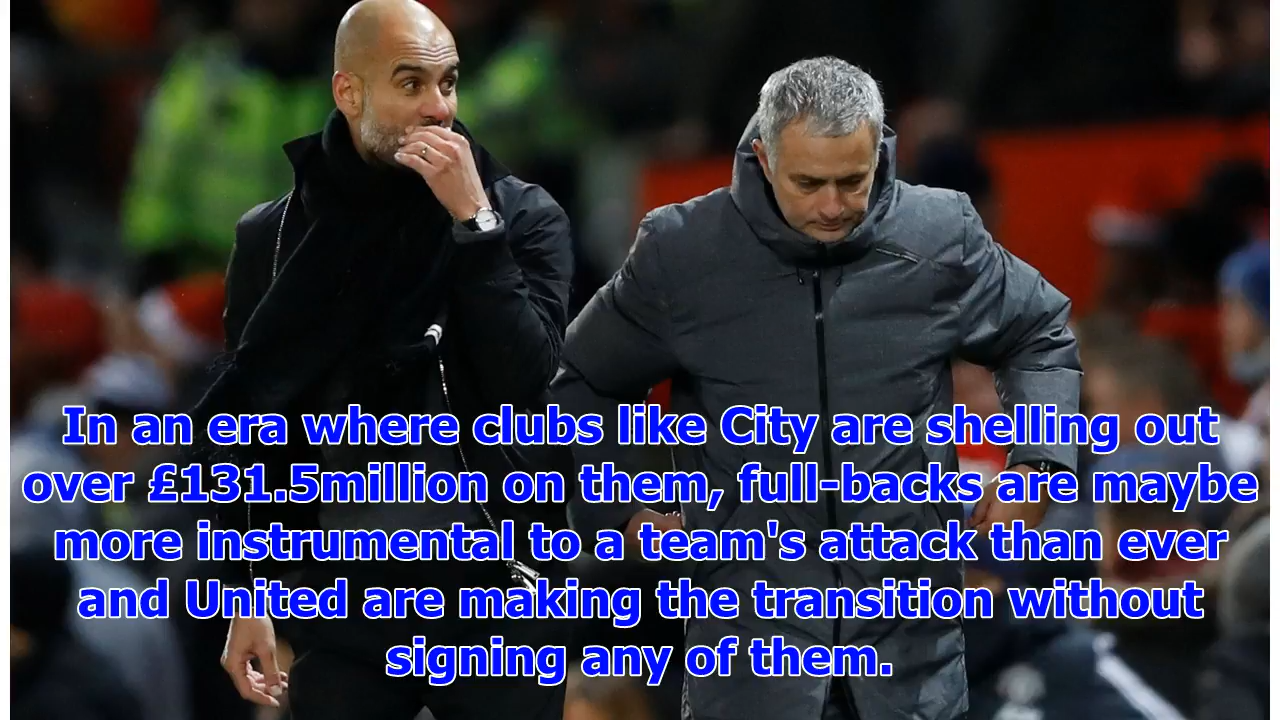 In an era where clubs like City are shelling out
over £131.5million on them, full-backs are maybe
more instrumental to a team's attack than ever
and United are making the transition without
signing any of them.